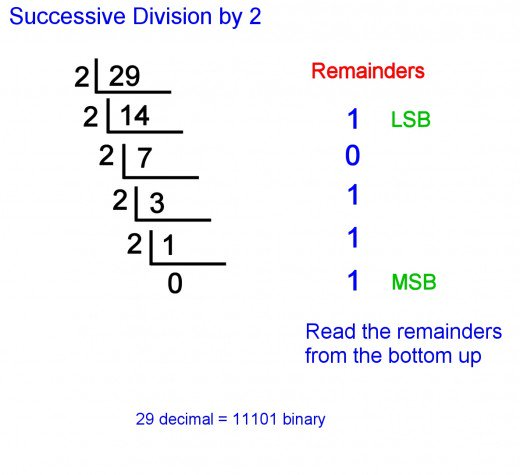 Successive Division by 2
2 29 Remainders
2 14 1 LSB
2 7 0
2 3 1
2 1 1
0 1 MSB
Read the remainders
from the bottom up
29 decimal = 11101 binary